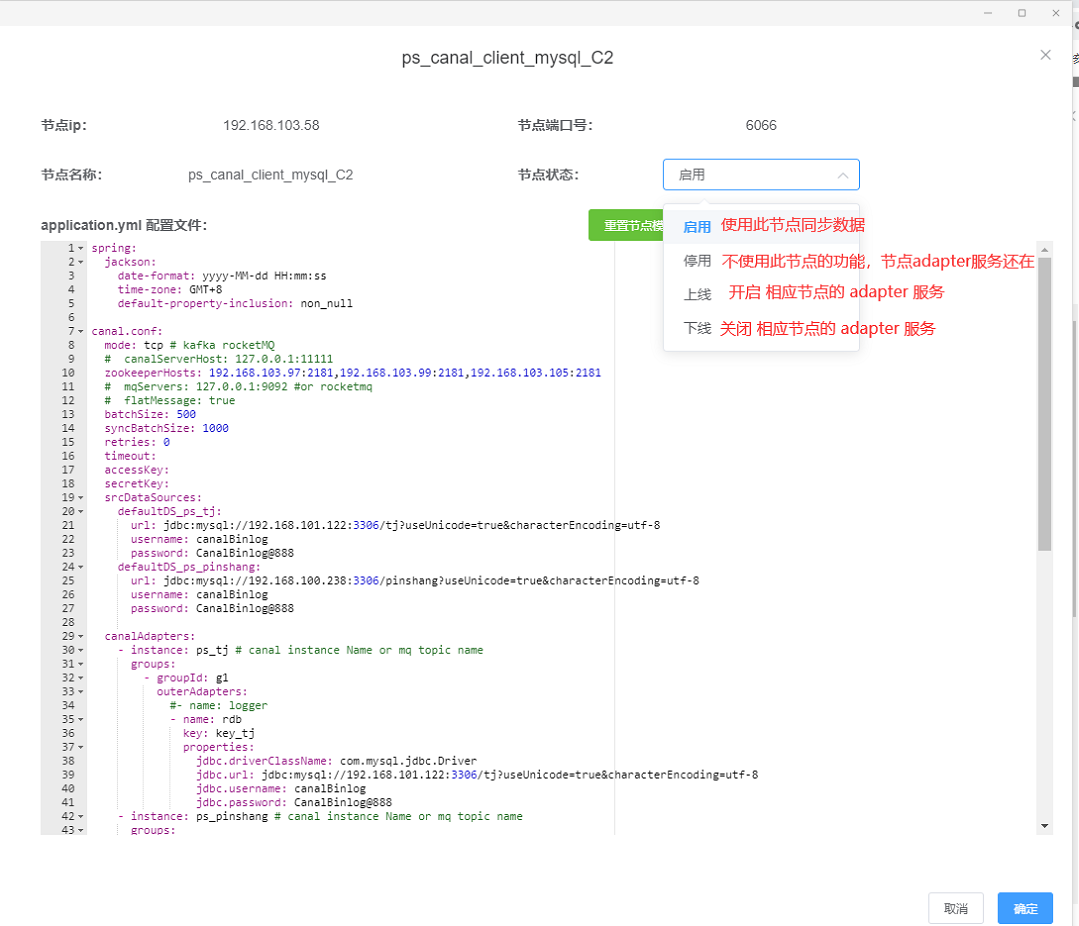 ps_canal_client_mysql_C2
节点ip： 192.168.103.58 节点端口号： 6066
节点名称： ps_canal_client_mysql_C2 节点状态： 启用
application.yml 配置文件：
重置节点模
启用 使用此节点同步数据
停用 不使用此节点的功能，节点adapter服务还在
上线 开启 相应节点的 adapter 服务
下线 关闭 相应节点的 adapter 服务
1 spring:
2 jackson:
3 date-format: yyyy-MM-dd HH:mm:ss
4 time-zone: GMT+8
5 default-property-inclusion: non_null
6
7 canal.conf:
8 mode: tcp # kafka rocketMQ
9 # canalServerHost: 127.0.0.1:11111
10 zookeeperHosts: 192.168.103.97:2181,192.168.103.99:2181,192.168.103.105:2181
11 # mqServers: 127.0.0.1:9092 #or rocketmq
12 # flatMessage: true
13 batchSize: 500
14 syncBatchSize: 1000
15 retries: 0
16 timeout:
17 accessKey:
18 secretKey:
19 srcDataSources:
20 defaultDS_ps_tj:
21 url: jdbc:mysql://192.168.101.122:3306/tj?useUnicode=true&characterEncoding=utf-8
22 username: canalBinlog
23 password: CanalBinlog@888
24 defaultDS_ps_pinshang:
25 url: jdbc:mysql://192.168.100.238:3306/pinshang?useUnicode=true&characterEncoding=utf-8
26 username: canalBinlog
27 password: CanalBinlog@888
28
29 canalAdapters:
30 - instance: ps_tj # canal instance Name or mq topic name
31 groups:
32 - groupId: g1
33 outerAdapters:
34 #- name: logger
35 - name: rdb
36 key: key_tj
37 properties:
38 jdbc.driverClassName: com.mysql.jdbc.Driver
39 jdbc.url: jdbc:mysql://192.168.101.122:3306/tj?useUnicode=true&characterEncoding=utf-8
40 jdbc.username: canalBinlog
41 jdbc.password: CanalBinlog@888
42 - instance: ps_pinshang # canal instance Name or mq topic name
43 groups:
取消 确定